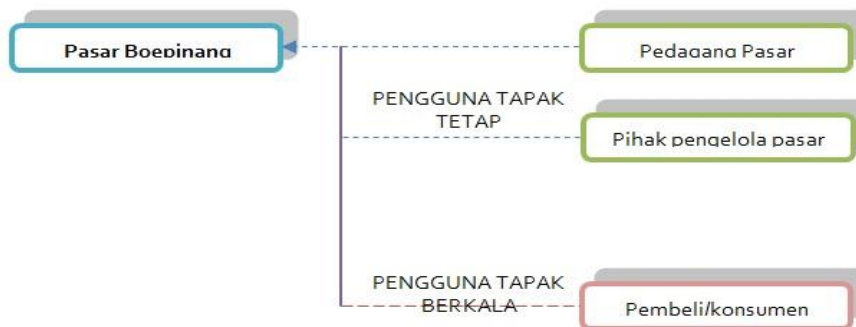 Pasar Boepinang
Pedagang Pasar
PENGGUNA TAPAK
TETAP
Pihak pengelola pasar
PENGGUNA TAPAK
BERKALA
Pembeli/konsumen